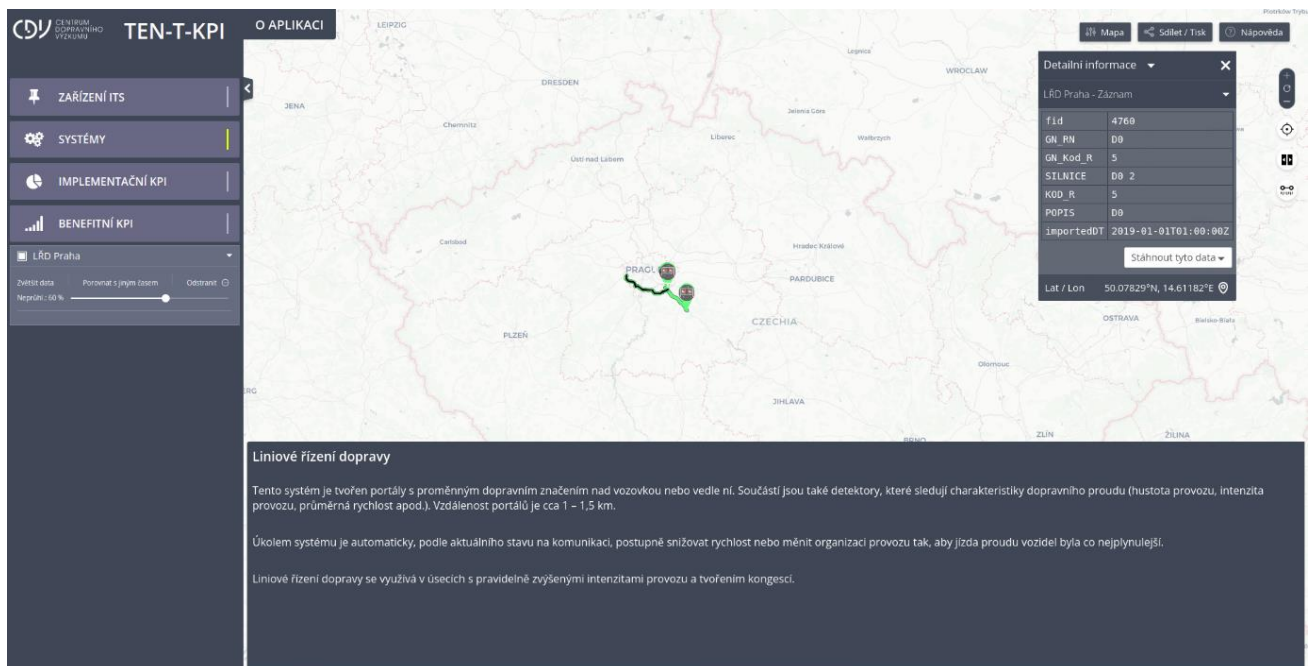 CDV CENTRUM
DOPRAVNÍHO
VÝZKUMU
TEN-T-KPI
O APLIKACI
ZAŘÍZENÍ ITS
SYSTÉMY
IMPLEMENTAČNÍ KPI
BENEFITNÍ KPI
LŘD Praha
Zvětšit data Porovnat s jiným časem Odstranit
Neprůhl.: 60 %
LEIPZIG
Legnica
WROCŁAW
DRESDEN
JENA
Jelenia Góra
Chemnitz
Liberec
Wałbrzych
Ústí nad Labem
Carlsbad
Hradec Králové
PARDUBICE
CZECHIA
PLZEŇ
OSTRAVA
Bielsko-Biała
Olomouc
JIHLAVA
BRNO
ZLÍN
ŽILINA
Mapa
Sdílet / Tisk
Nápověda
Detailní informace
LŘD Praha - Záznam
fid 4760
GN_RN D0
GN_Kod_R 5
SILNICE D0 2
KOD_R 5
POPIS D0
importedDT 2019-01-01T01:00:00Z
Stáhnout tyto data
Lat / Lon 50.07829°N, 14.61182°E
Liniové řízení dopravy
Tento systém je tvořen portály s proměnným dopravním značením nad vozovkou nebo vedle ní. Součástí jsou také detektory, které sledují charakteristiky dopravního proudu (hustota provozu, intenzita
provozu, průměrná rychlost apod.). Vzdálenost portálů je cca 1 – 1,5 km.
Úkolem systému je automaticky, podle aktuálního stavu na komunikaci, postupně snižovat rychlost nebo měnit organizaci provozu tak, aby jízda proudu vozidel byla co nejplynulejší.
Liniové řízení dopravy se využívá v úsecích s pravidelně zvýšenými intenzitami provozu a tvořením kongescí.